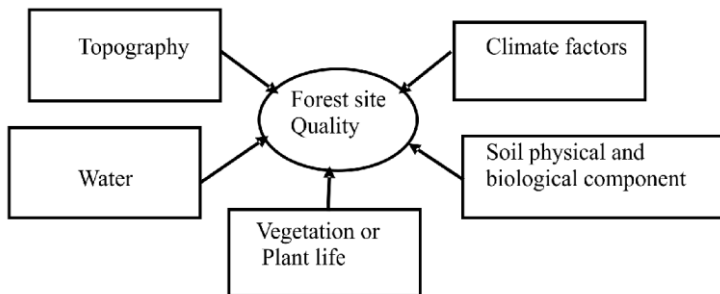 Topography
Climate factors
Forest site
Quality
Water
Soil physical and
biological component
Vegetation or
Plant life